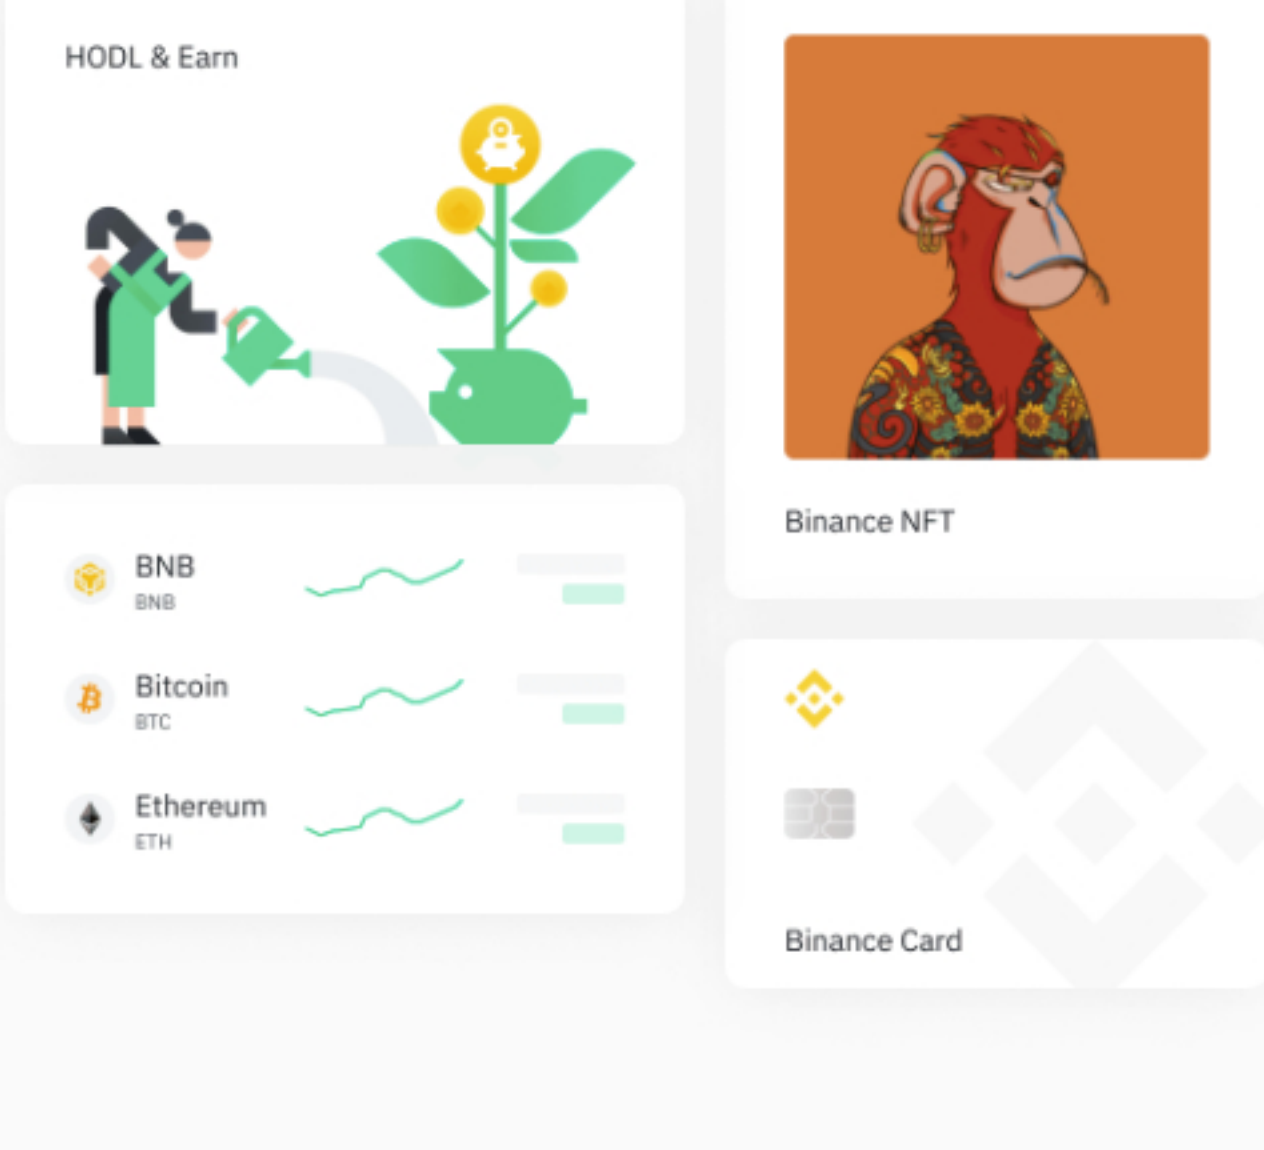 HODL & Earn
BNB
BNB
Bitcoin
BTC
Ethereum
ETH
Binance NFT
Binance Card